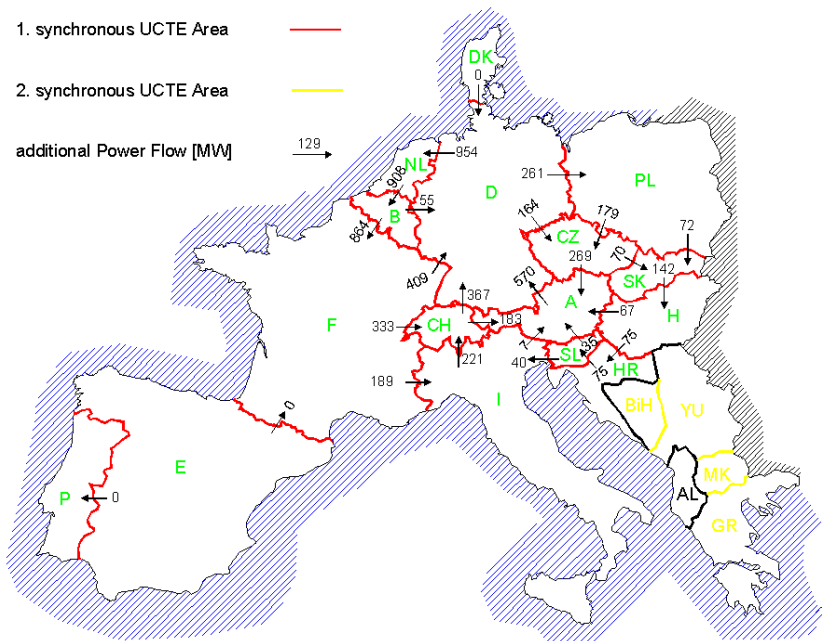 1. synchronous UCTE Area
2. synchronous UCTE Area
additional Power Flow [MW]
129
DK
0
NL
954
908
B
55
864
D
261
PL
164
CZ
179
72
70
SK
142
269
570
409
367
A
67
H
F
333
CH
183
7
35
75
SL
HR
75
40
221
189
I
BiH
YU
0
E
P
0
MK
AL
GR